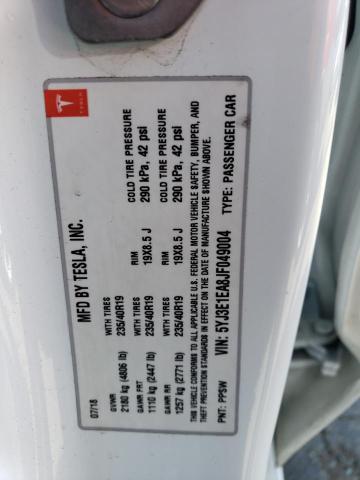 TESLA
MFD BY TESLA, INC.
07/18
GVWR
2180 kg (4806 lb)
WITH TIRES
235/40R19
RIM
19X8.5 J
COLD TIRE PRESSURE
290 kPa, 42 psi
GAWR FRT
1110 kg (2447 lb)
WITH TIRES
235/40R19
RIM
19X8.5 J
COLD TIRE PRESSURE
290 kPa, 42 psi
GAWR RR
1257 kg (2771 lb)
WITH TIRES
235/40R19
RIM
19X8.5 J
COLD TIRE PRESSURE
290 kPa, 42 psi
THIS VEHICLE CONFORMS TO ALL APPLICABLE U.S. FEDERAL MOTOR VEHICLE SAFETY, BUMPER, AND
THEFT PREVENTION STANDARDS IN EFFECT ON THE DATE OF MANUFACTURE SHOWN ABOVE.
PNT: PPSW VIN: 5YJ3E1EA8JF049004 TYPE: PASSENGER CAR